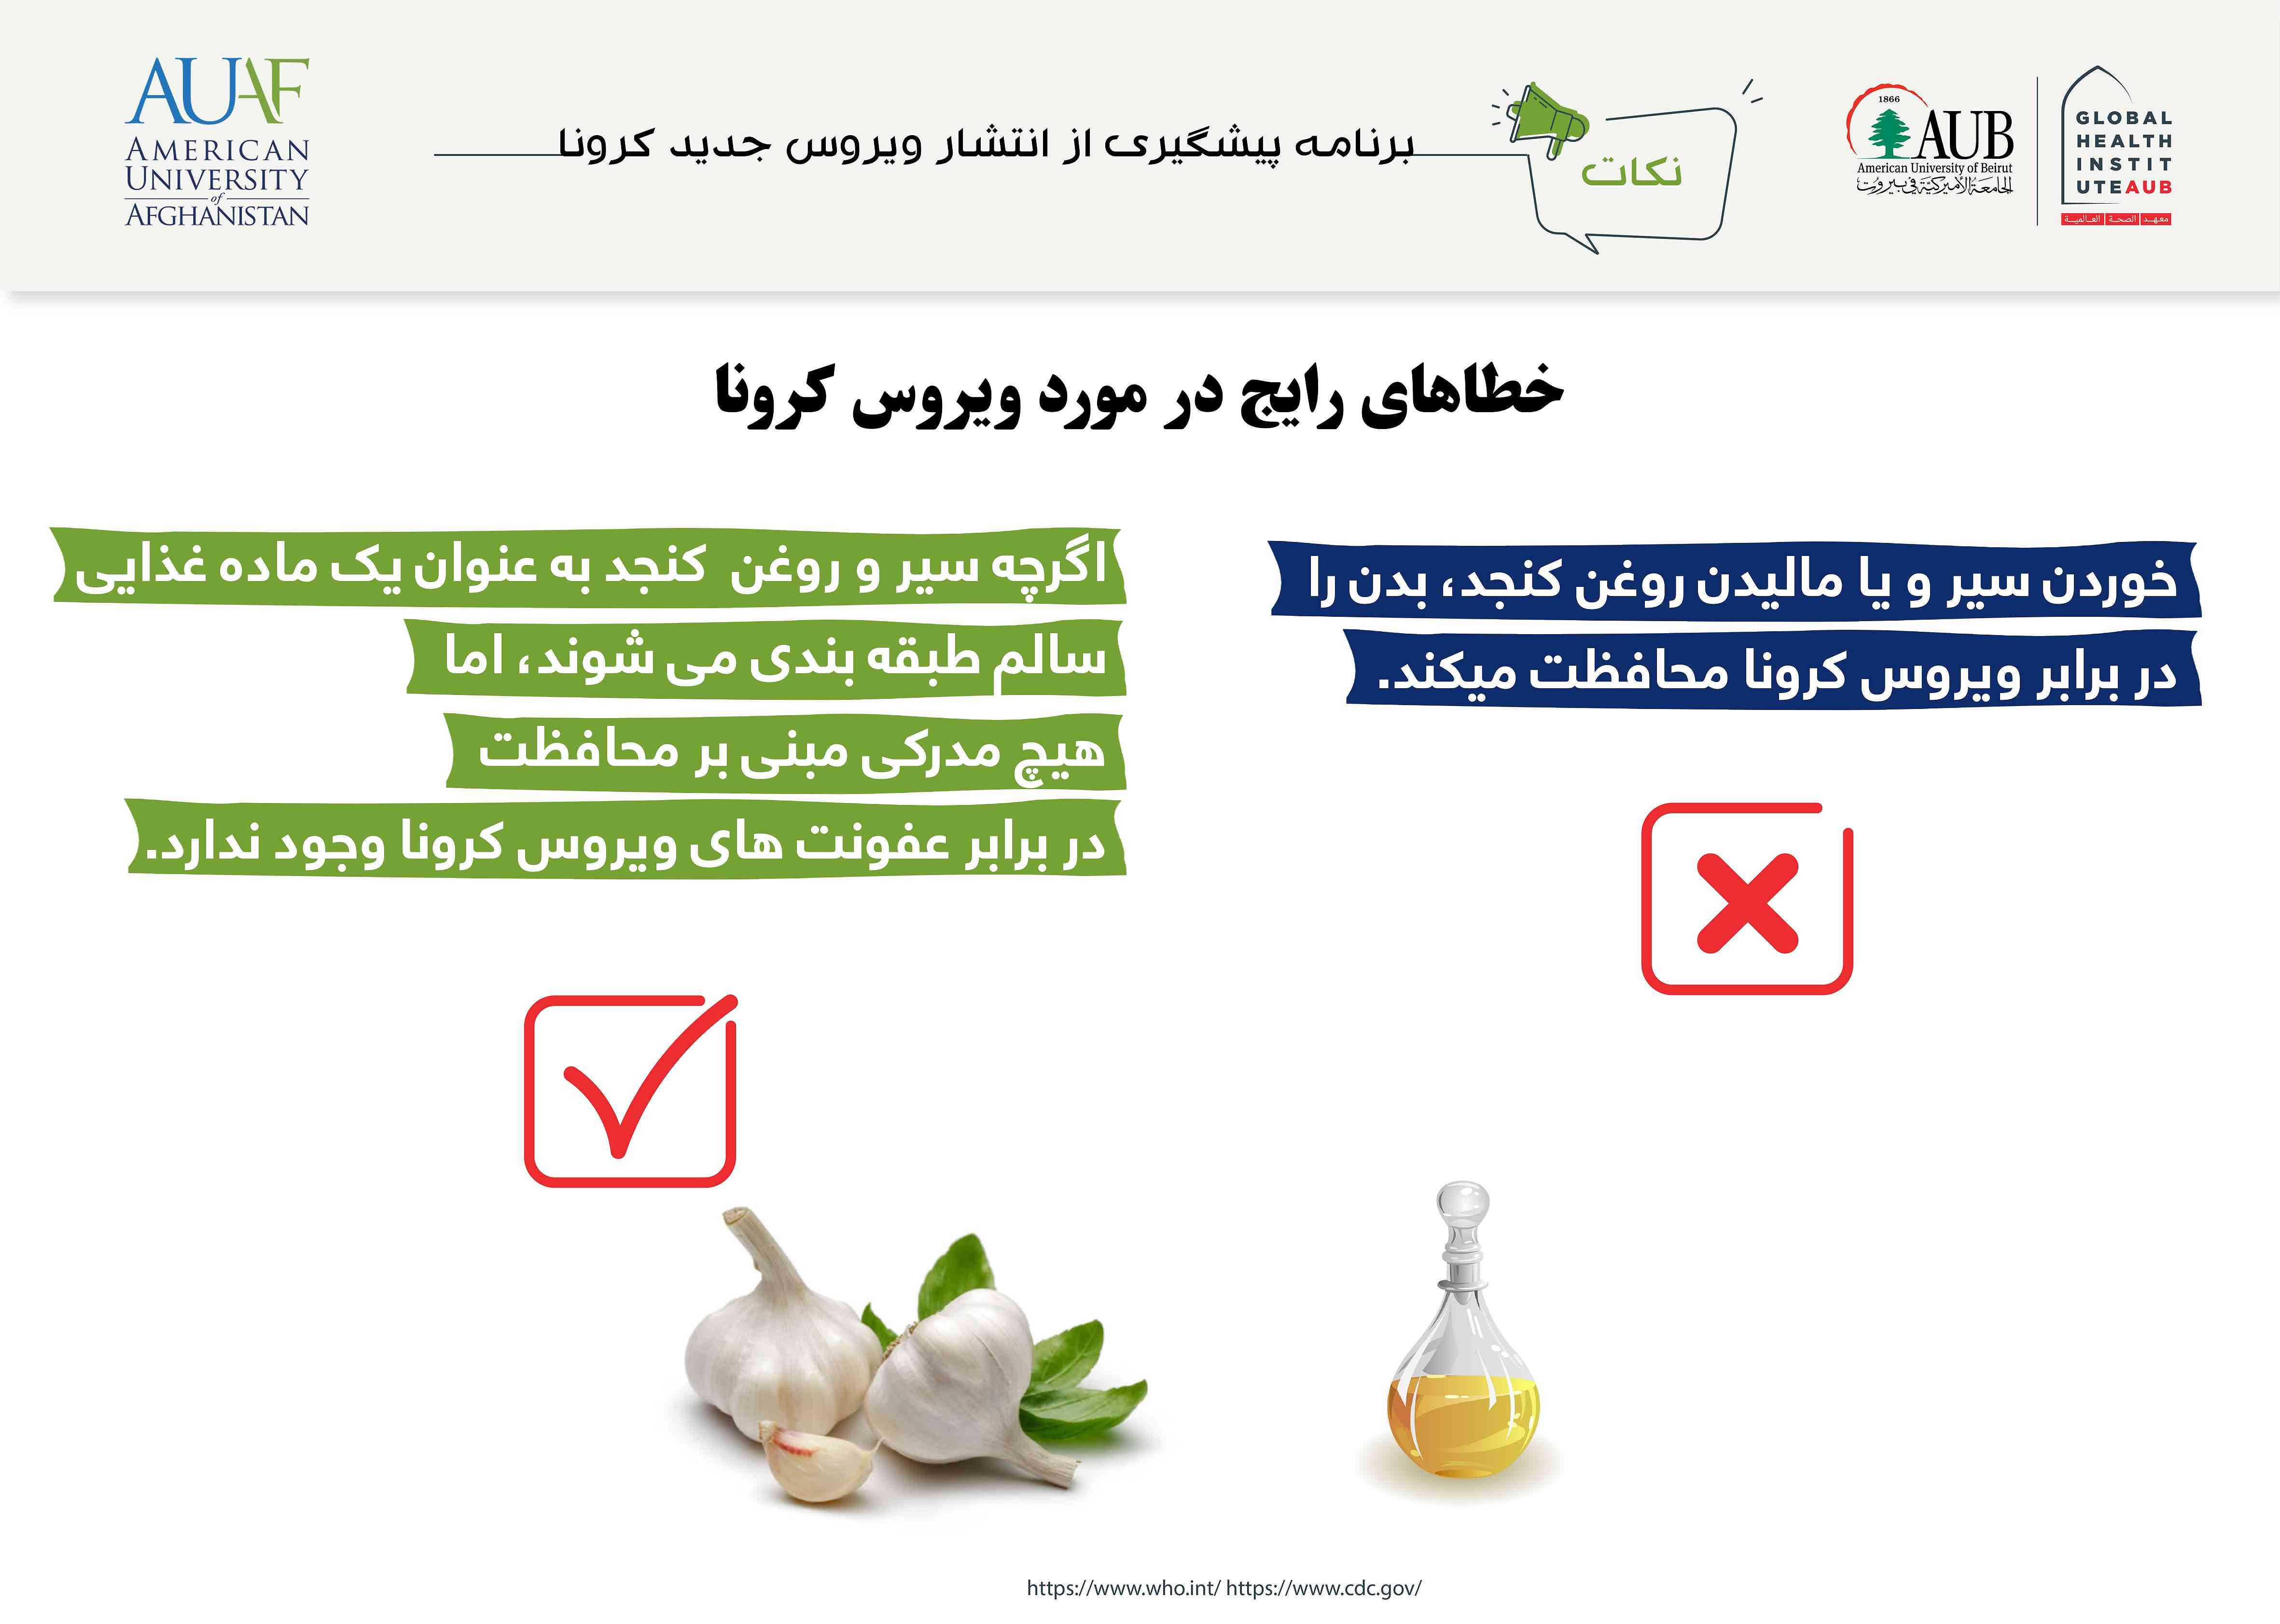 GLOBAL
HEALTH
INSTIT
UTEAUB
معهد الصحة العالمية
1866
AUB
American University of Beirut
الجامعة الأميركية في بيروت
نکات
برنامه پیشگیری از انتشار ویروس جدید کرونا
AUAF
AMERICAN
UNIVERSITY
of
AFGHANISTAN
خطاهای رایج در مورد ویروس کرونا
خوردن سیر و یا مالیدن روغن کنجد، بدن را
در برابر ویروس کرونا محافظت میکند.
اگرچه سیر و روغن کنجد به عنوان یک ماده غذایی
سالم طبقه بندی می شوند، اما
هیچ مدرکی مبنی بر محافظت
در برابر عفونت های ویروس کرونا وجود ندارد.
https://www.who.int/ https://www.cdc.gov/